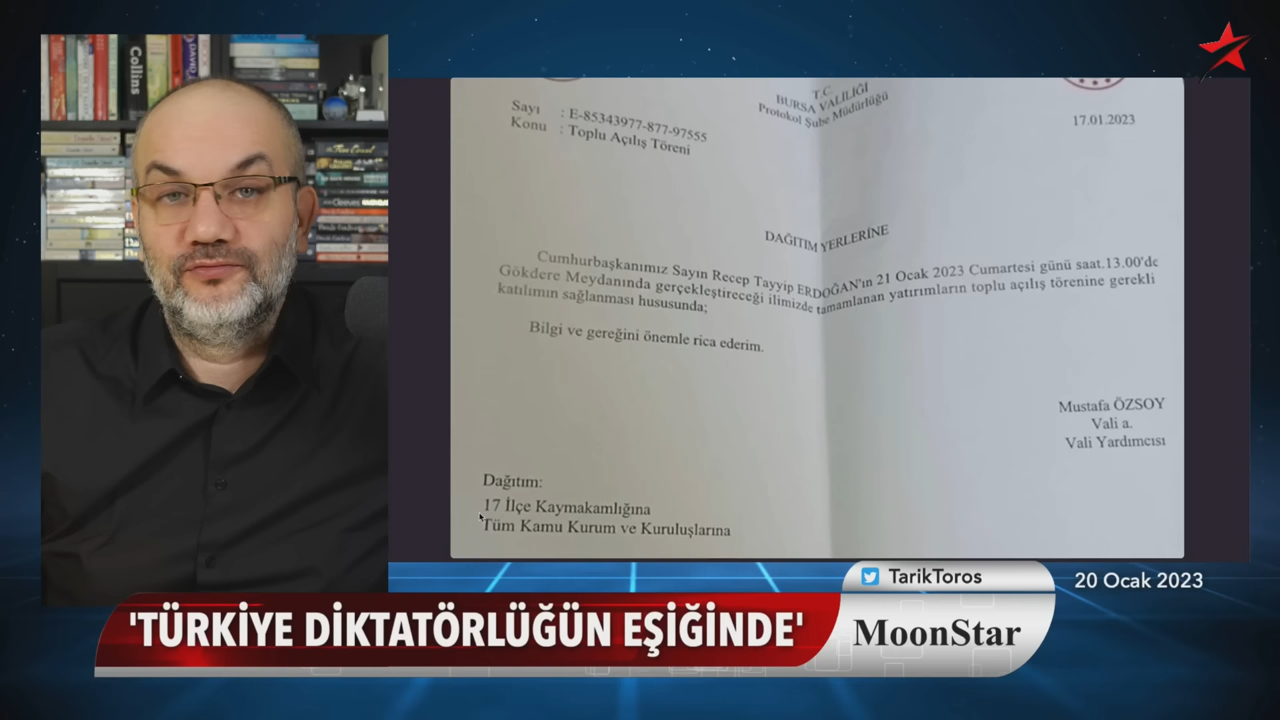 Collins
T.C.
BURSA VALİLİĞİ
Protokol Şube Müdürlüğü
Sayı : E-85343977-877-97555
Konu : Toplu Açılış Töreni
17.01.2023
DAĞITIM YERLERİNE
Cumhurbaşkanımız Sayın Recep Tayyip ERDOĞAN'ın 21 Ocak 2023 Cumartesi günü saat.13.00'de
Gökdere Meydanında gerçekleştireceği ilimizde tamamlanan yatırımların toplu açılış törenine gerekli
katılımın sağlanması hususunda;
Bilgi ve gereğini önemle rica ederim.
Mustafa ÖZSOY
Vali a.
Vali Yardımcısı
Dağıtım:
17 İlçe Kaymakamlığına
Tüm Kamu Kurum ve Kuruluşlarına
TarikToros
20 Ocak 2023
'TÜRKİYE DİKTATÖRLÜĞÜN EŞİĞİNDE'
MoonStar